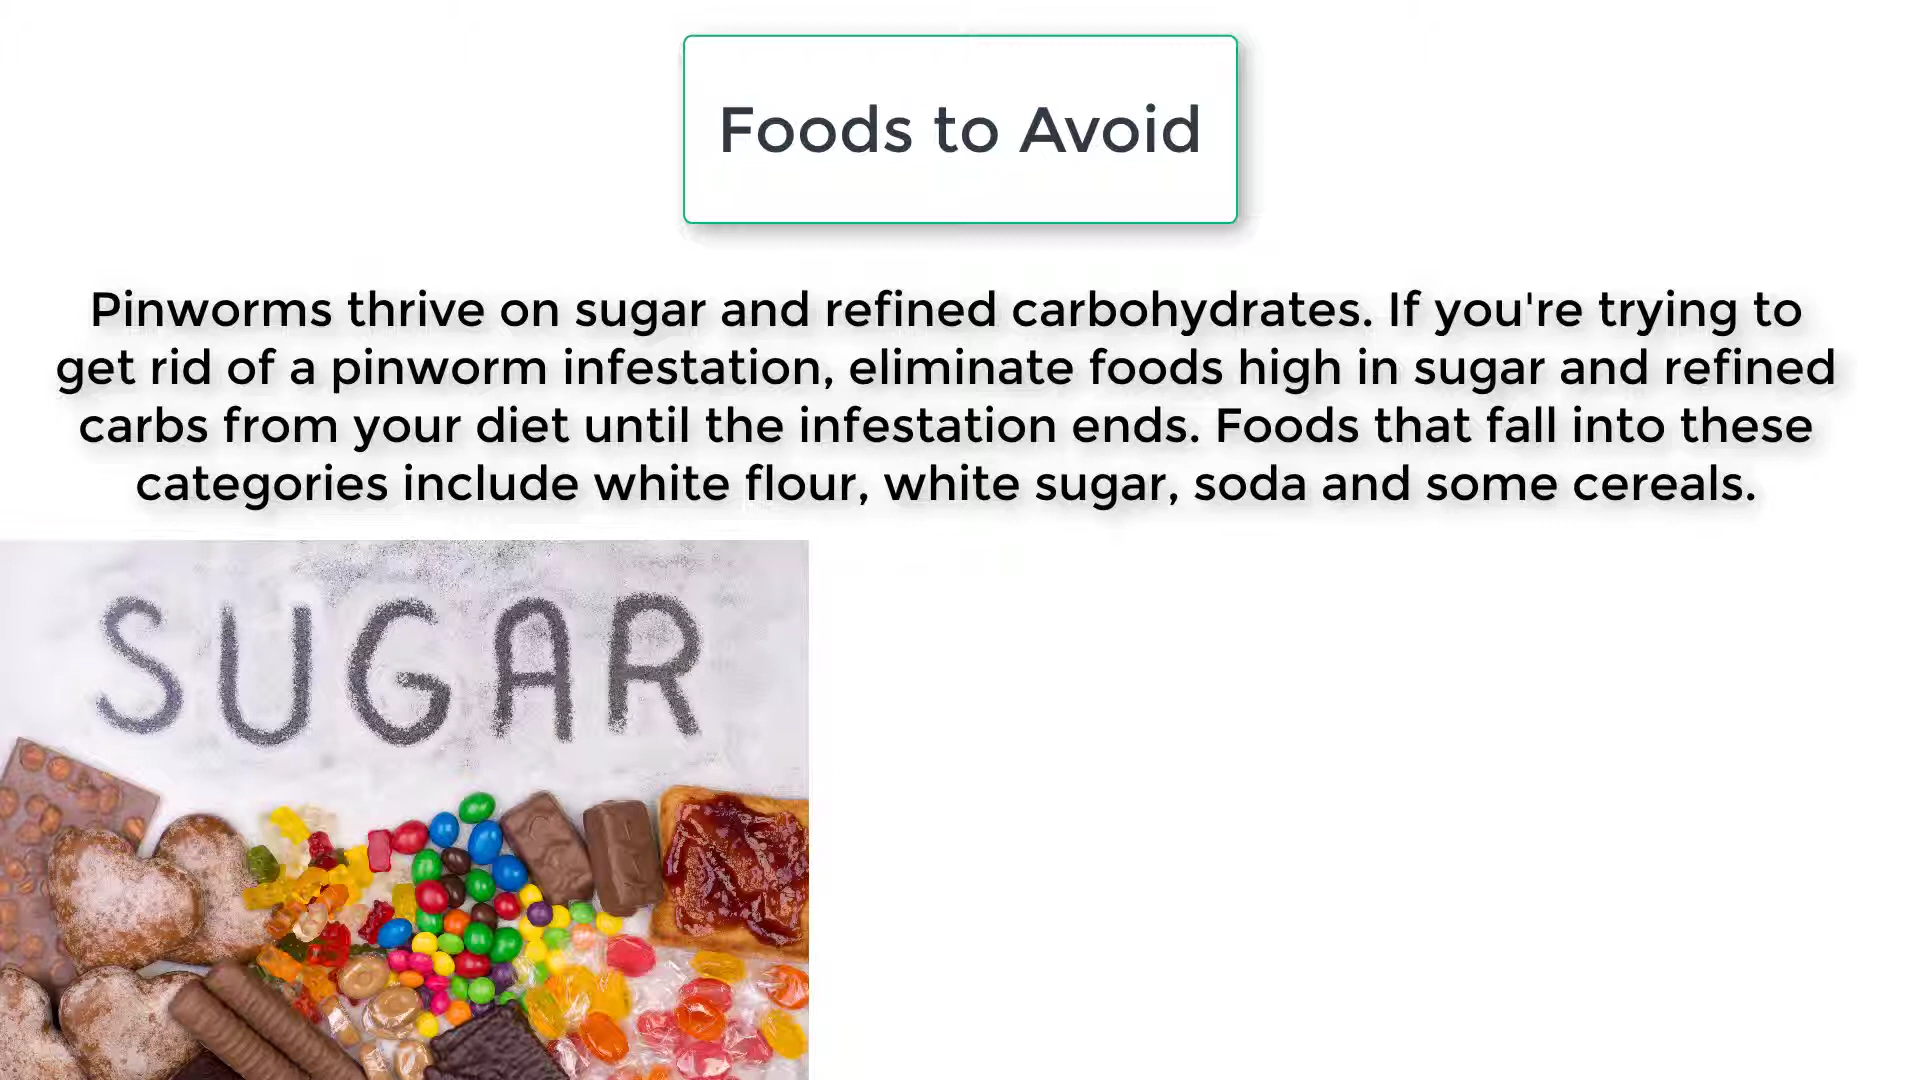 Foods to Avoid
Pinworms thrive on sugar and refined carbohydrates. If you're trying to
get rid of a pinworm infestation, eliminate foods high in sugar and refined
carbs from your diet until the infestation ends. Foods that fall into these
categories include white flour, white sugar, soda and some cereals.
SUGAR